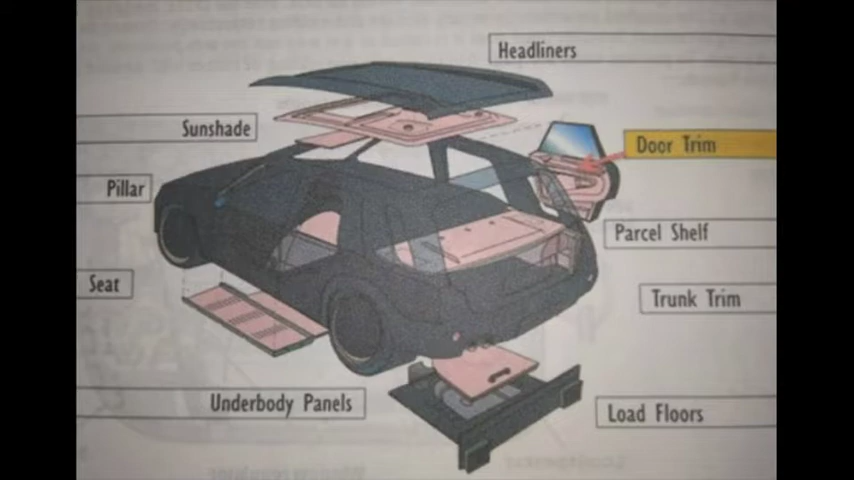 Headliners
Sunshade
Door Trim
Pillar
Parcel Shelf
Seat
Trunk Trim
Underbody Panels
Load Floors